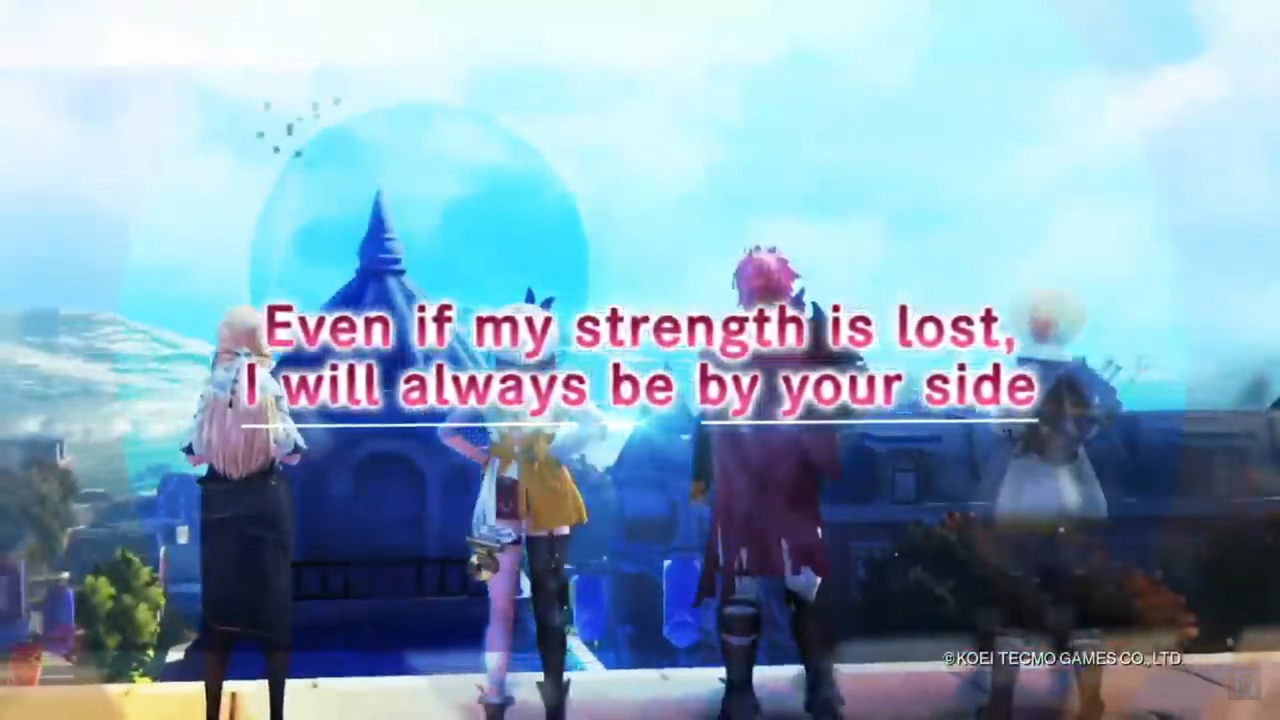 Even if my strength is lost,
I will always be by your side
©KOEI TECMO GAMES CO., LTD.